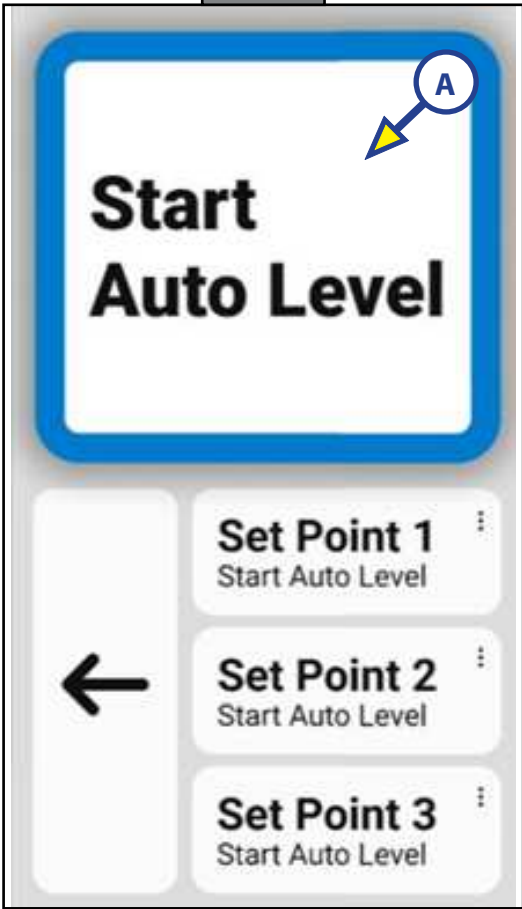 A
Start
Auto Level
Set Point 1
Start Auto Level
Set Point 2
Start Auto Level
Set Point 3
Start Auto Level